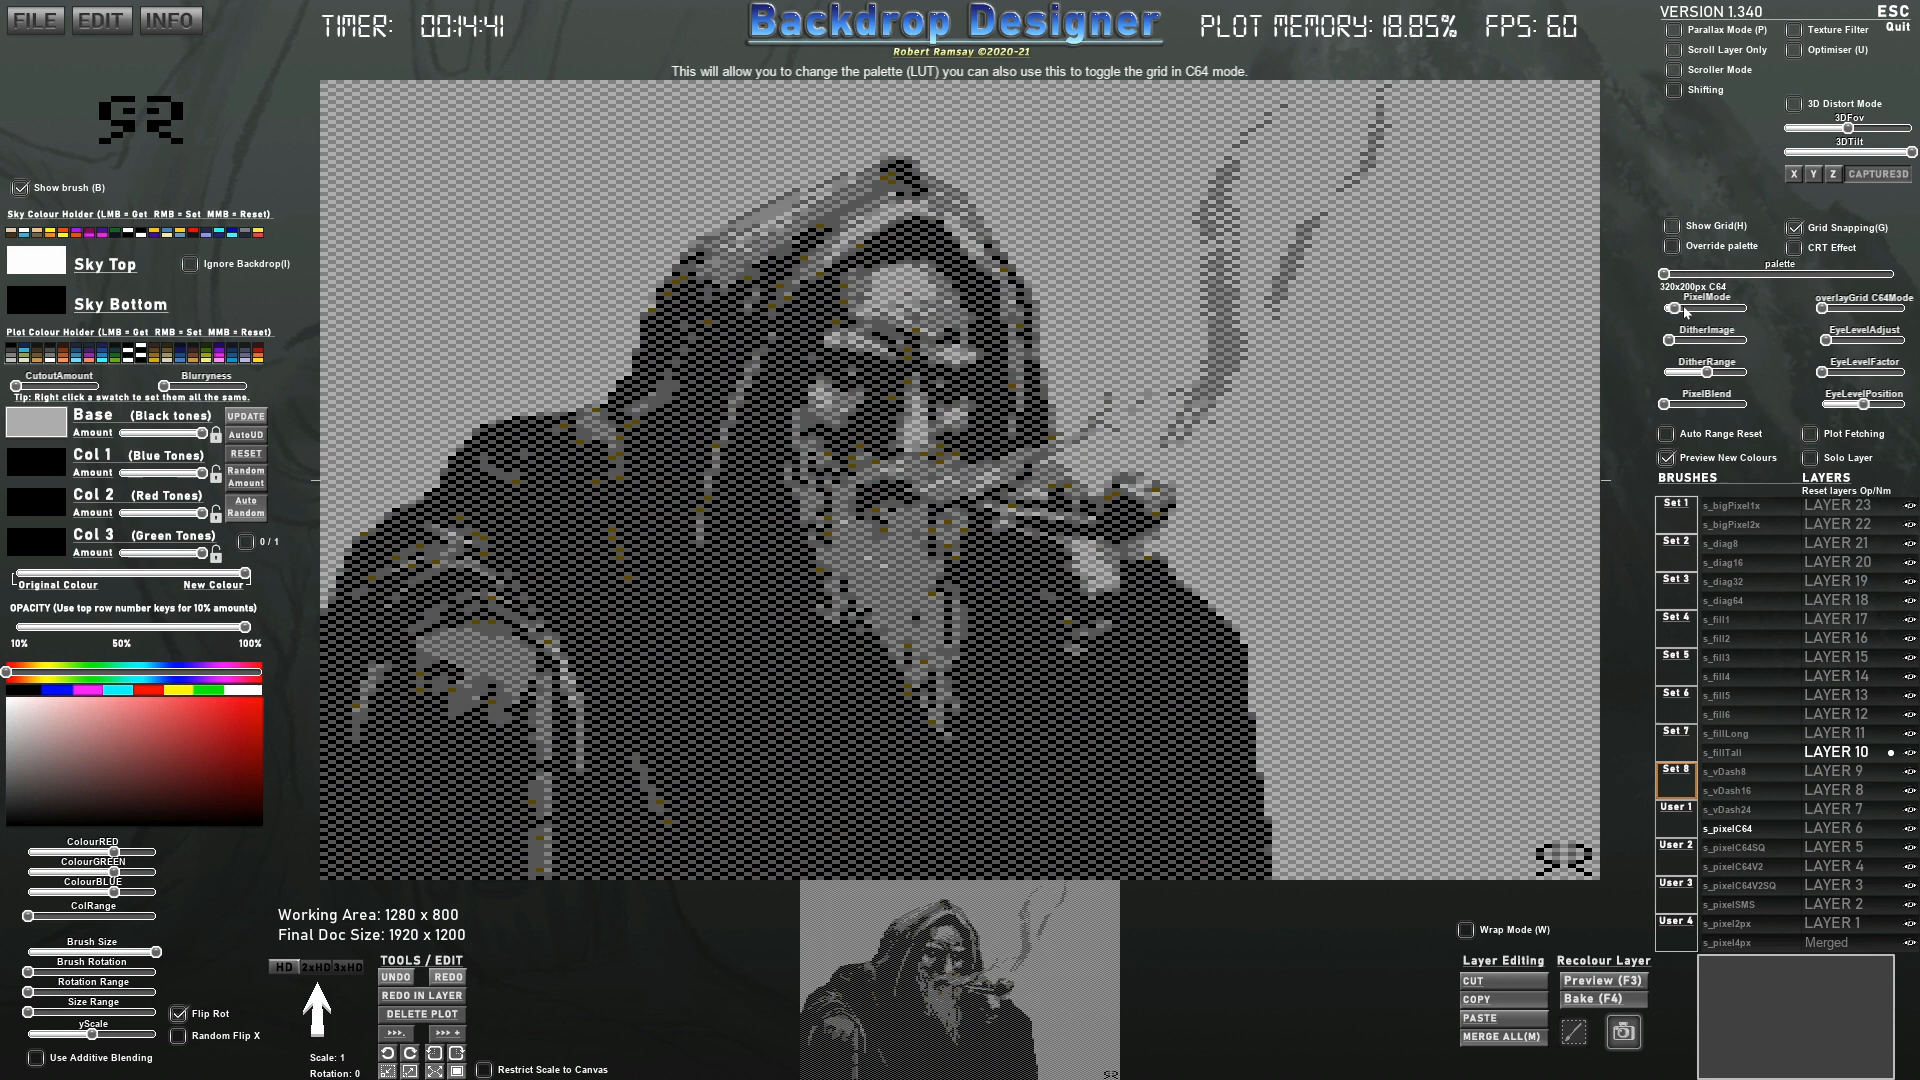 FILE EDIT INFO
TIMER: 00:14:41
Backdrop Designer
Robert Ramsay ©2020-21
PLOT MEMORY: 18.85% FPS: 60
VERSION 1.340
ESC
Quit
This will allow you to change the palette (LUT) you can also use this to toggle the grid in C64 mode.
Parallax Mode (P)
Texture Filter
Scroll Layer Only
Optimiser (U)
Scroller Mode
Shifting
3D Distort Mode
3DFov
3DTilt
X Y Z CAPTURE3D
Show brush (B)
Sky Colour Holder (LMB = Get RMB = Set MMB = Reset)
Sky Top
Ignore Backdrop(I)
Sky Bottom
Plot Colour Holder (LMB = Get RMB = Set MMB = Reset)
CutoutAmount
Blurryness
Tip: Right click a swatch to set them all the same.
Base (Black tones)
UPDATE
Amount
AutoUD
Col 1 (Blue Tones)
RESET
Amount
Random
Amount
Col 2 (Red Tones)
Auto
Random
Amount
Col 3 (Green Tones)
0 / 1
Amount
Original Colour
New Colour
OPACITY (Use top row number keys for 10% amounts)
10% 50% 100%
ColourRED
ColourGREEN
ColourBLUE
ColRange
Brush Size
Brush Rotation
Rotation Range
Size Range
yScale
Flip Rot
Random Flip X
Use Additive Blending
Show Grid(H)
Grid Snapping(G)
Override palette
CRT Effect
palette
320x200px C64
PixelMode
overlayGrid C64Mode
DitherImage
EyeLevelAdjust
DitherRange
EyeLevelFactor
PixelBlend
EyeLevelPosition
Auto Range Reset
Plot Fetching
Preview New Colours
Solo Layer
BRUSHES
LAYERS
Reset layers Op/Nm
Set 1
Set 2
Set 3
Set 4
Set 5
Set 6
Set 7
Set 8
User 1
User 2
User 3
User 4
s_bigPixel1x LAYER 23
s_bigPixel2x LAYER 22
s_diag8 LAYER 21
s_diag16 LAYER 20
s_diag32 LAYER 19
s_diag64 LAYER 18
s_fill1 LAYER 17
s_fill2 LAYER 16
s_fill3 LAYER 15
s_fill4 LAYER 14
s_fill5 LAYER 13
s_fill6 LAYER 12
s_fillLong LAYER 11
s_fillTall LAYER 10
s_vDash8 LAYER 9
s_vDash16 LAYER 8
s_vDash24 LAYER 7
s_pixelC64 LAYER 6
s_pixelC64SQ LAYER 5
s_pixelC64V2 LAYER 4
s_pixelC64V2SQ LAYER 3
s_pixelSMS LAYER 2
s_pixel2px LAYER 1
s_pixel4px Merged
Working Area: 1280 x 800
Final Doc Size: 1920 x 1200
HD 2xHD 3xHD
TOOLS / EDIT
UNDO REDO
REDO IN LAYER
DELETE PLOT
>>>. >>> +
Scale: 1
Rotation: 0
Restrict Scale to Canvas
Wrap Mode (W)
Layer Editing
Recolour Layer
CUT
Preview (F3)
COPY
Bake (F4)
PASTE
MERGE ALL(M)